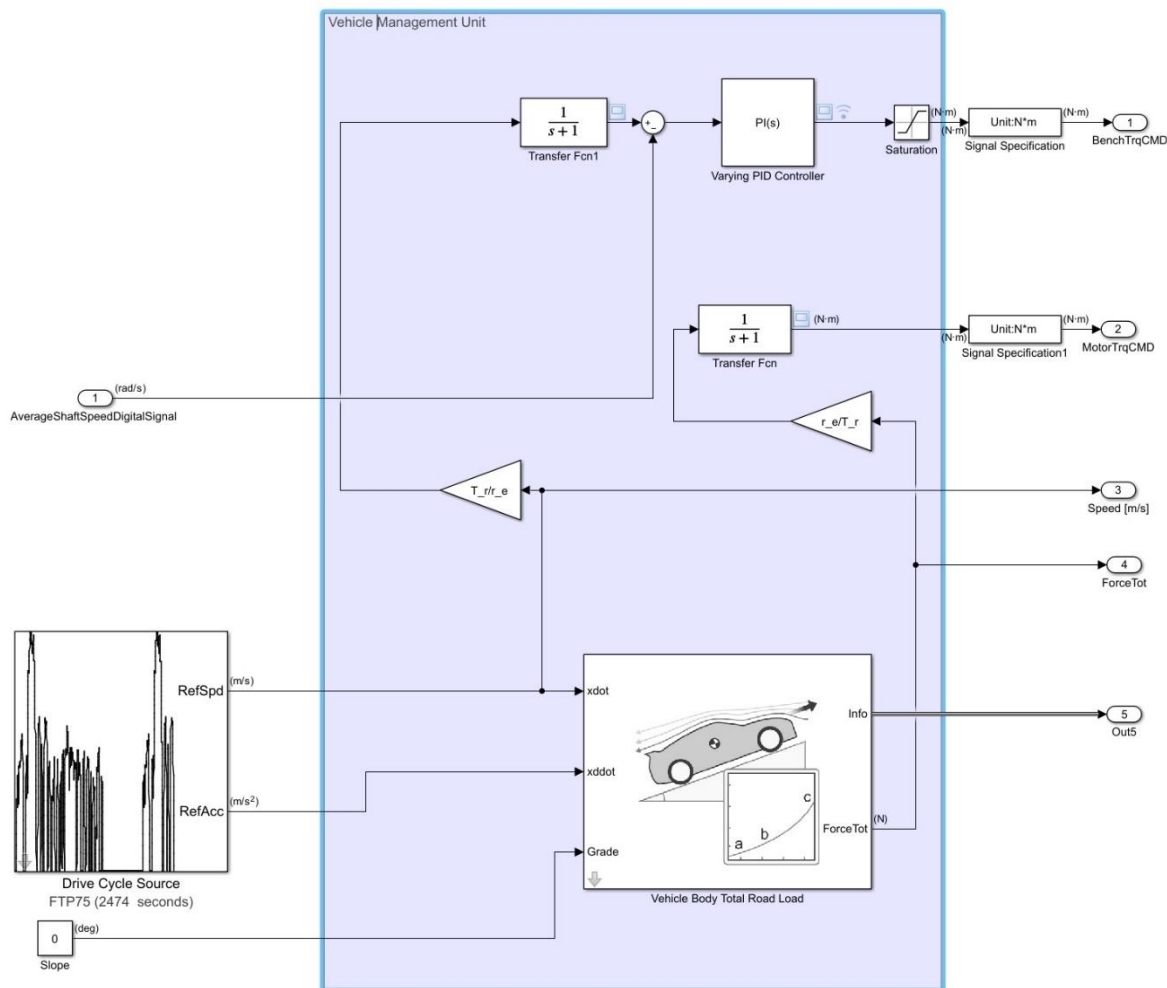 Vehicle Management Unit
1
s + 1
Transfer Fcn1
+
−
PI(s)
Varying PID Controller
Saturation
(N·m)
(N·m)
Unit:N*m
Signal Specification
(N·m)
1
BenchTrqCMD
1
s + 1
Transfer Fcn
(N·m)
(N·m)
Unit:N*m
Signal Specification1
(N·m)
2
MotorTrqCMD
1
(rad/s)
AverageShaftSpeedDigitalSignal
r_e/T_r
T_r/r_e
3
Speed [m/s]
4
ForceTot
RefSpd
(m/s)
RefAcc
(m/s²)
Drive Cycle Source
FTP75 (2474 seconds)
0
(deg)
Slope
xdot
xddot
Grade
Info
ForceTot
a
b
c
(N)
Vehicle Body Total Road Load
5
Out5